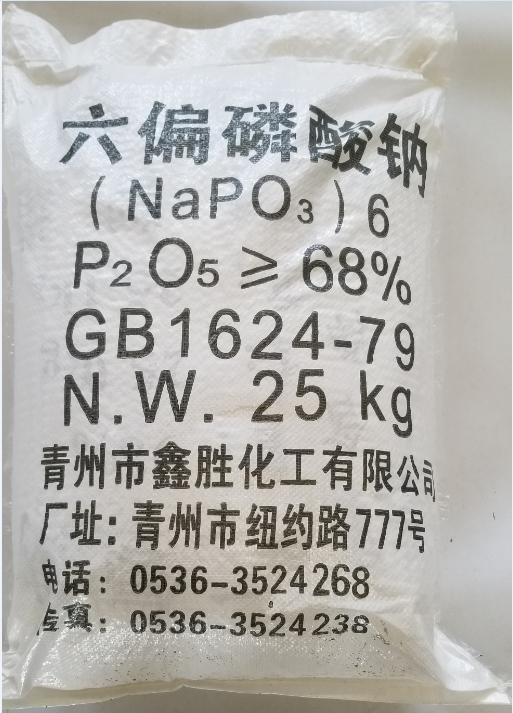 六偏磷酸钠
(NaPO₃)6
P₂O₅≥68%
GB1624-79
N.W. 25 kg
青州市鑫胜化工有限公司
厂址：青州市纽约路777号
电话：0536-3524268
传真：0536-3524238